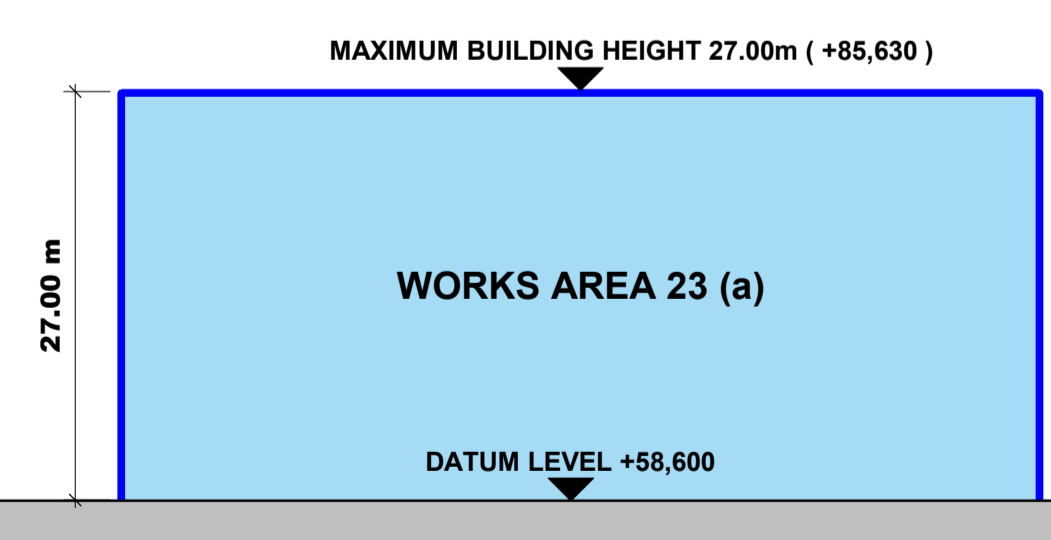 MAXIMUM BUILDING HEIGHT 27.00m ( +85,630 )
27.00 m
WORKS AREA 23 (a)
DATUM LEVEL +58,600